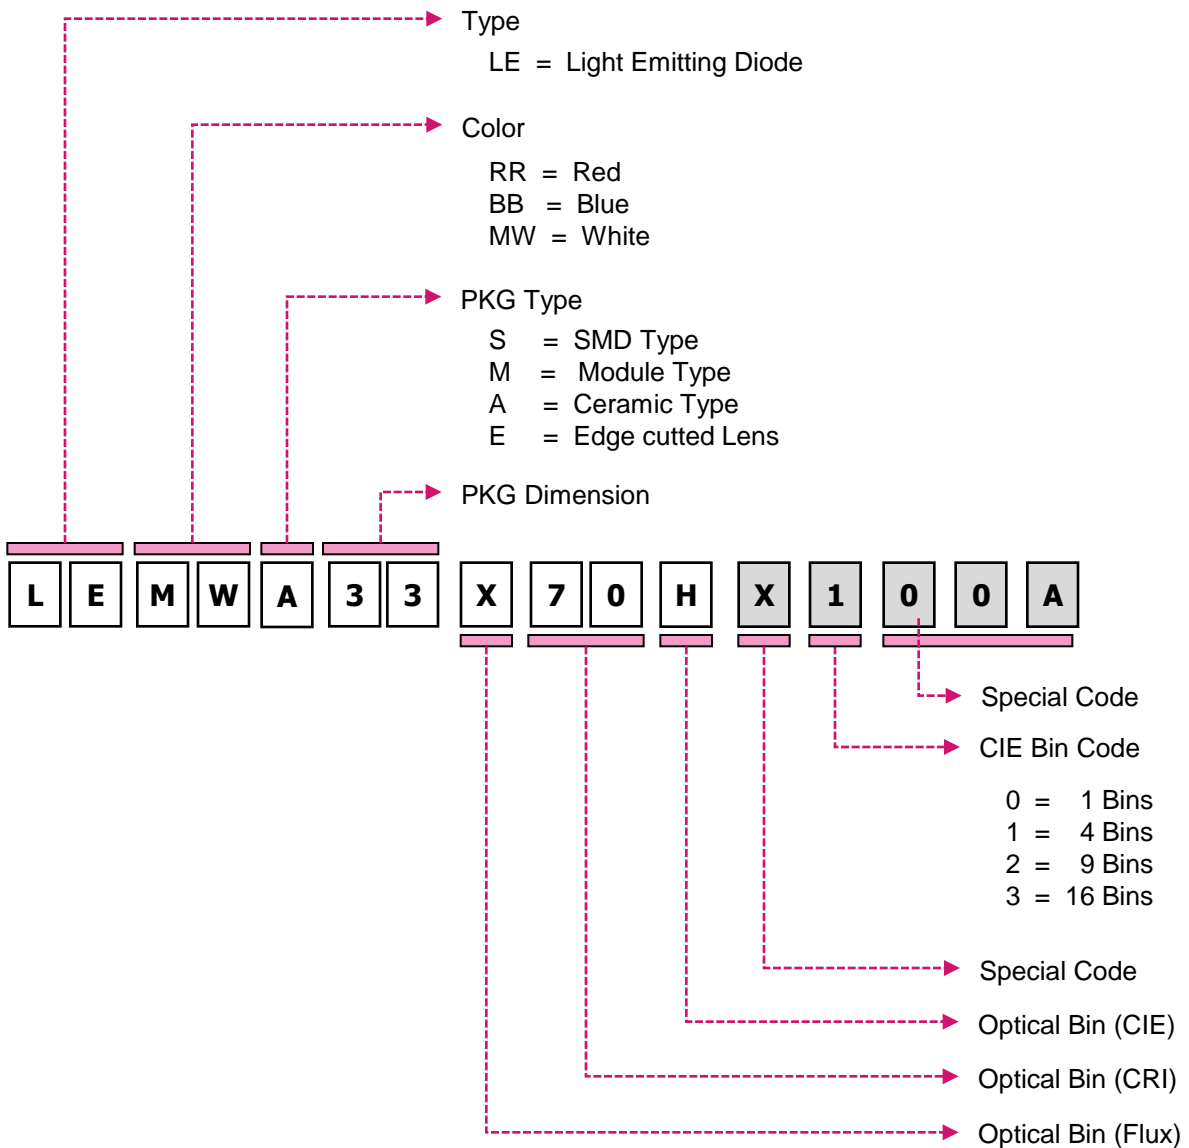 Type
LE = Light Emitting Diode
Color
RR = Red
BB = Blue
MW = White
PKG Type
S = SMD Type
M = Module Type
A = Ceramic Type
E = Edge cutted Lens
PKG Dimension
L E M W A 3 3 X 7 0 H X 1 0 0 A
Special Code
CIE Bin Code
0 = 1 Bins
1 = 4 Bins
2 = 9 Bins
3 = 16 Bins
Special Code
Optical Bin (CIE)
Optical Bin (CRI)
Optical Bin (Flux)